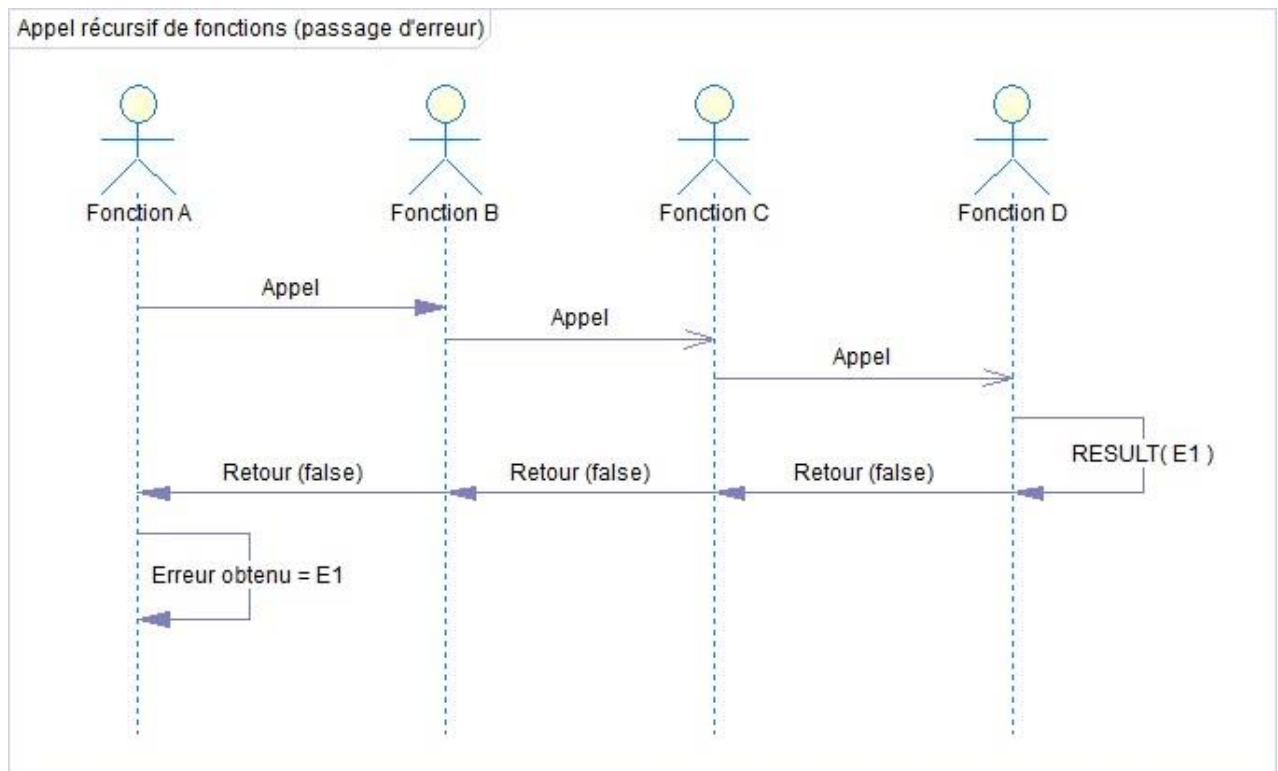 Appel récursif de fonctions (passage d'erreur)
Fonction A
Fonction B
Fonction C
Fonction D
Appel
Appel
Appel
RESULT( E1 )
Retour (false)
Retour (false)
Retour (false)
Erreur obtenu = E1